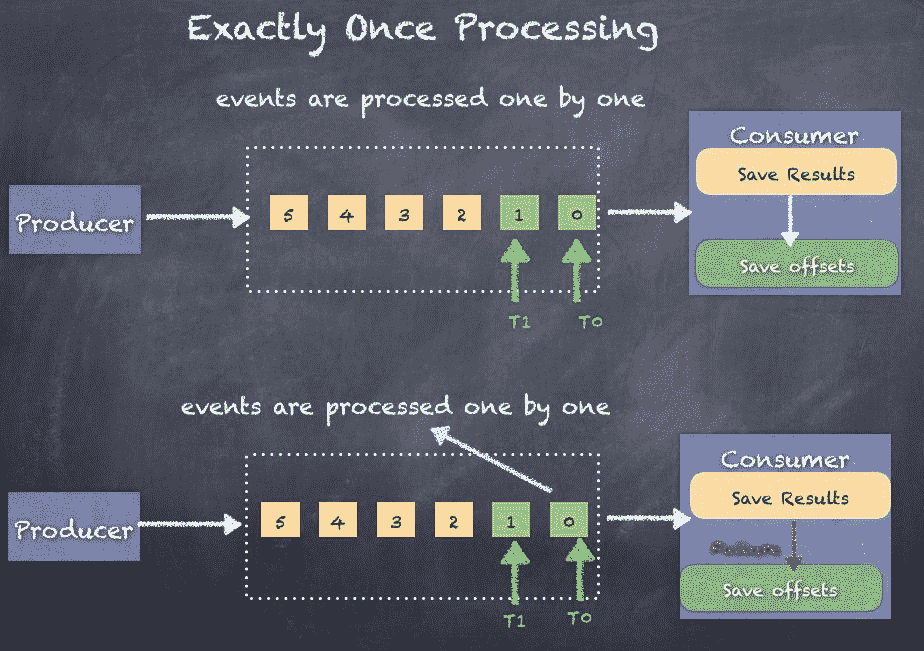 Exactly Once Processing
events are processed one by one
Producer
5 4 3 2 1 0
T1 T0
Consumer
Save Results
Save offsets
events are processed one by one
Producer
5 4 3 2 1 0
T1 T0
Consumer
Save Results
Failure
Save offsets